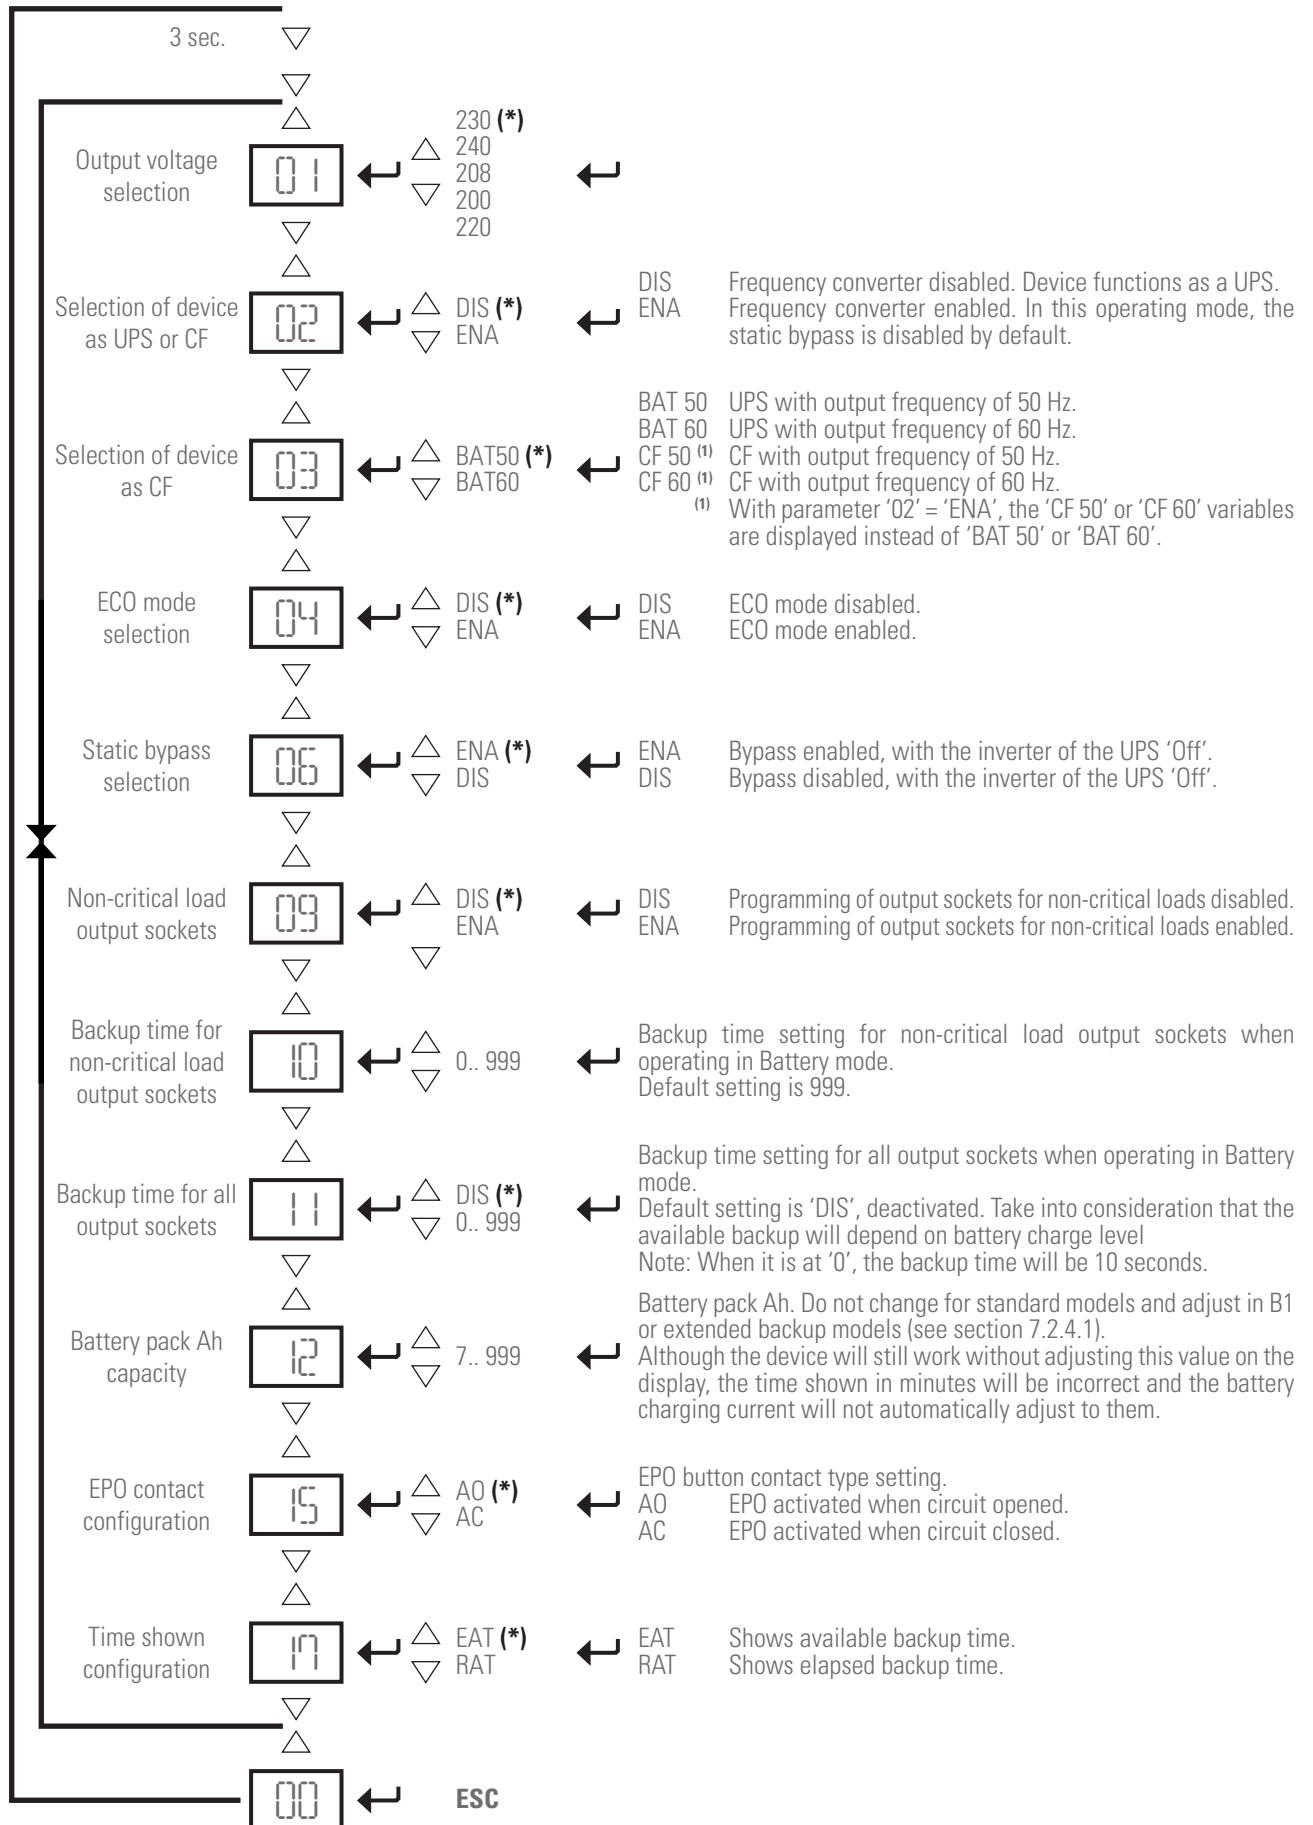 3 sec.
Output voltage
selection
01
230 (*)
240
208
200
220
Selection of device
as UPS or CF
02
DIS (*)
ENA
DIS Frequency converter disabled. Device functions as a UPS.
ENA Frequency converter enabled. In this operating mode, the
static bypass is disabled by default.
Selection of device
as CF
03
BAT50 (*)
BAT60
BAT 50 UPS with output frequency of 50 Hz.
BAT 60 UPS with output frequency of 60 Hz.
CF 50 (1) CF with output frequency of 50 Hz.
CF 60 (1) CF with output frequency of 60 Hz.
(1) With parameter ‘02’ = ‘ENA’, the ‘CF 50’ or ‘CF 60’ variables
are displayed instead of ‘BAT 50’ or ‘BAT 60’.
ECO mode
selection
04
DIS (*)
ENA
DIS ECO mode disabled.
ENA ECO mode enabled.
Static bypass
selection
06
ENA (*)
DIS
ENA Bypass enabled, with the inverter of the UPS ‘Off’.
DIS Bypass disabled, with the inverter of the UPS ‘Off’.
Non-critical load
output sockets
09
DIS (*)
ENA
DIS Programming of output sockets for non-critical loads disabled.
ENA Programming of output sockets for non-critical loads enabled.
Backup time for
non-critical load
output sockets
10
0.. 999
Backup time setting for non-critical load output sockets when
operating in Battery mode.
Default setting is 999.
Backup time for all
output sockets
11
DIS (*)
0.. 999
Backup time setting for all output sockets when operating in Battery
mode.
Default setting is ‘DIS’, deactivated. Take into consideration that the
available backup will depend on battery charge level
Note: When it is at ‘0’, the backup time will be 10 seconds.
Battery pack Ah
capacity
12
7.. 999
Battery pack Ah. Do not change for standard models and adjust in B1
or extended backup models (see section 7.2.4.1).
Although the device will still work without adjusting this value on the
display, the time shown in minutes will be incorrect and the battery
charging current will not automatically adjust to them.
EPO contact
configuration
15
AO (*)
AC
EPO button contact type setting.
AO EPO activated when circuit opened.
AC EPO activated when circuit closed.
Time shown
configuration
17
EAT (*)
RAT
EAT Shows available backup time.
RAT Shows elapsed backup time.
00
ESC